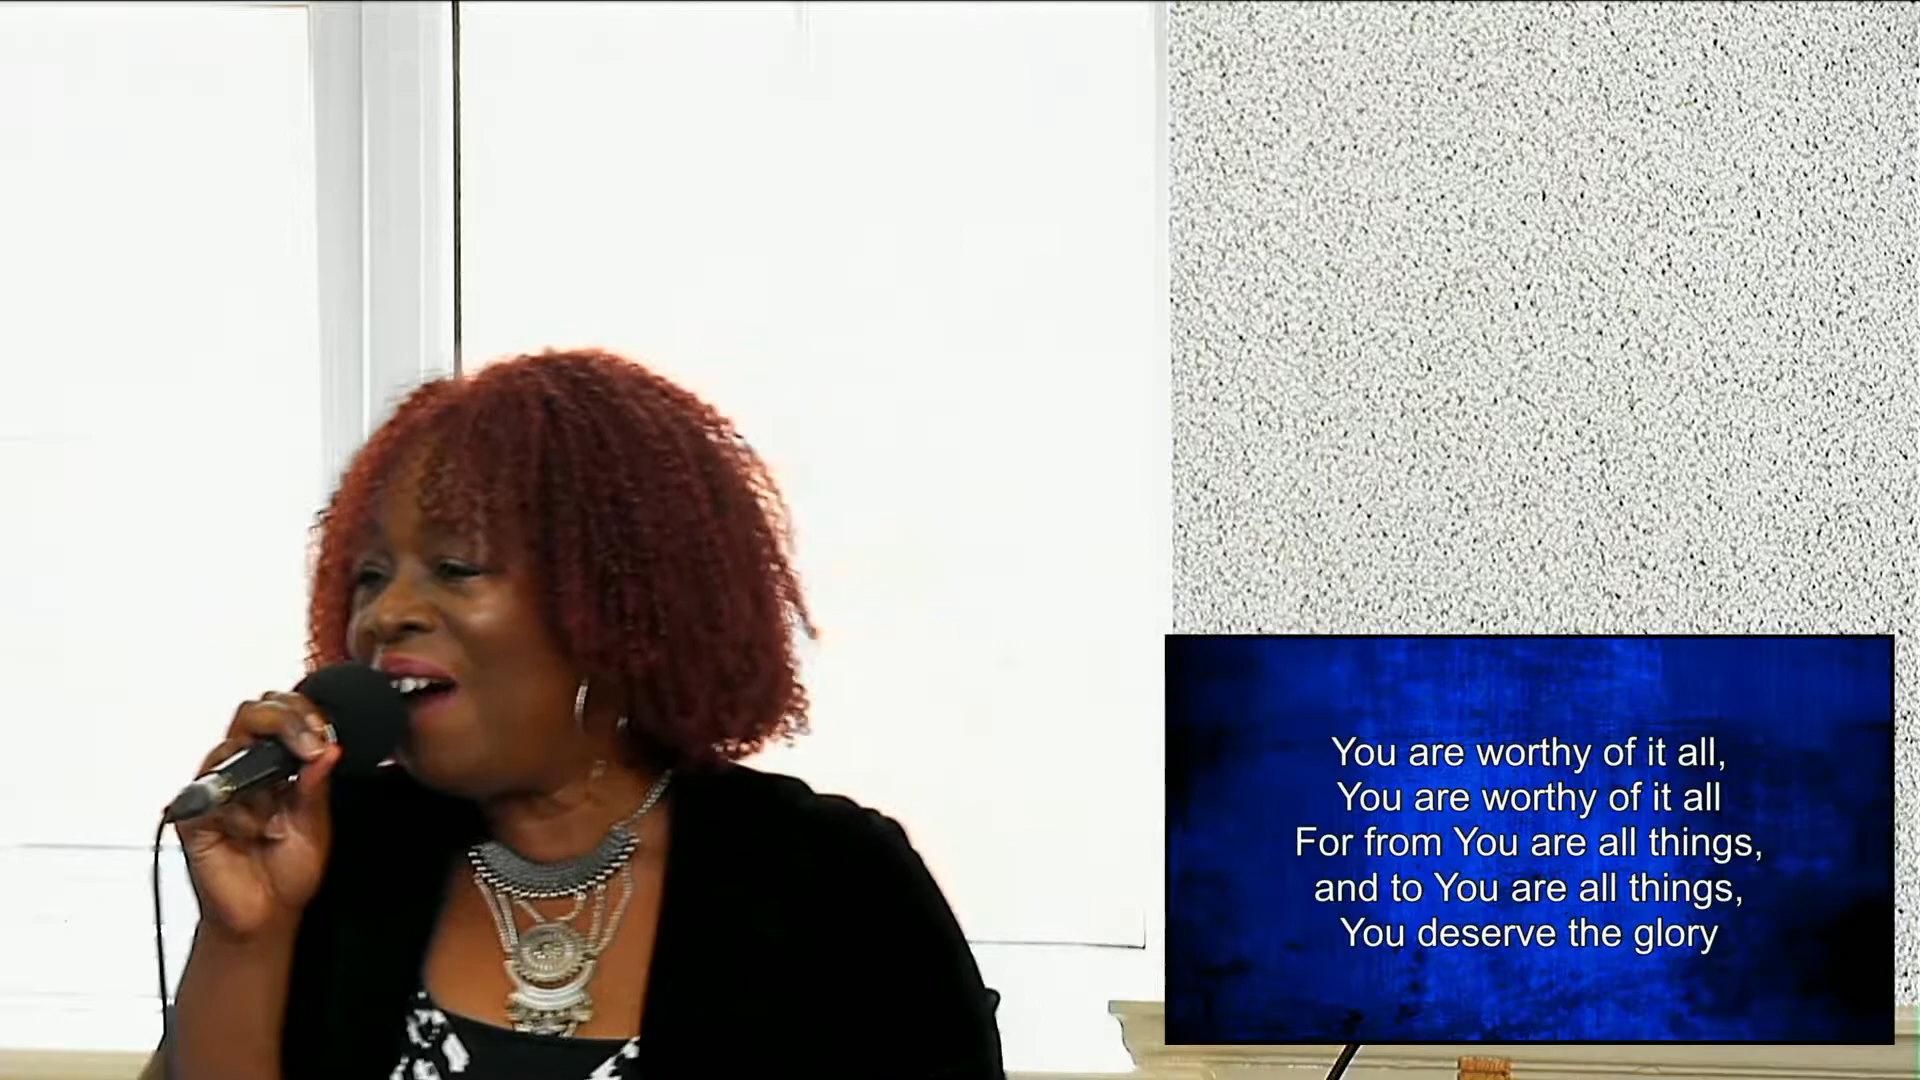 You are worthy of it all,
You are worthy of it all
For from You are all things,
and to You are all things,
You deserve the glory